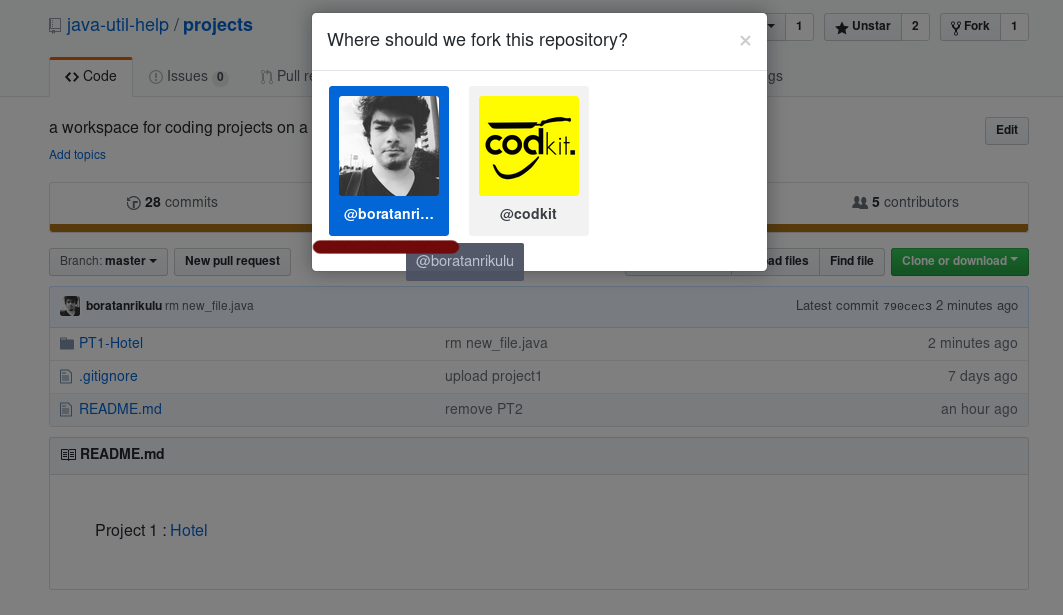 java-util-help / projects
1
Unstar 2
Fork 1
Where should we fork this repository? ×
Code
Issues 0
Pull re
gs
a workspace for coding projects on a
Edit
Add topics
@boratanri...
codkit.
@codkit
@boratanrikulu
28 commits
5 contributors
Branch: master
New pull request
ad files
Find file
Clone or download
boratanrikulu rm new_file.java
Latest commit 790cec3 2 minutes ago
PT1-Hotel rm new_file.java 2 minutes ago
.gitignore upload project1 7 days ago
README.md remove PT2 an hour ago
README.md
Project 1 : Hotel